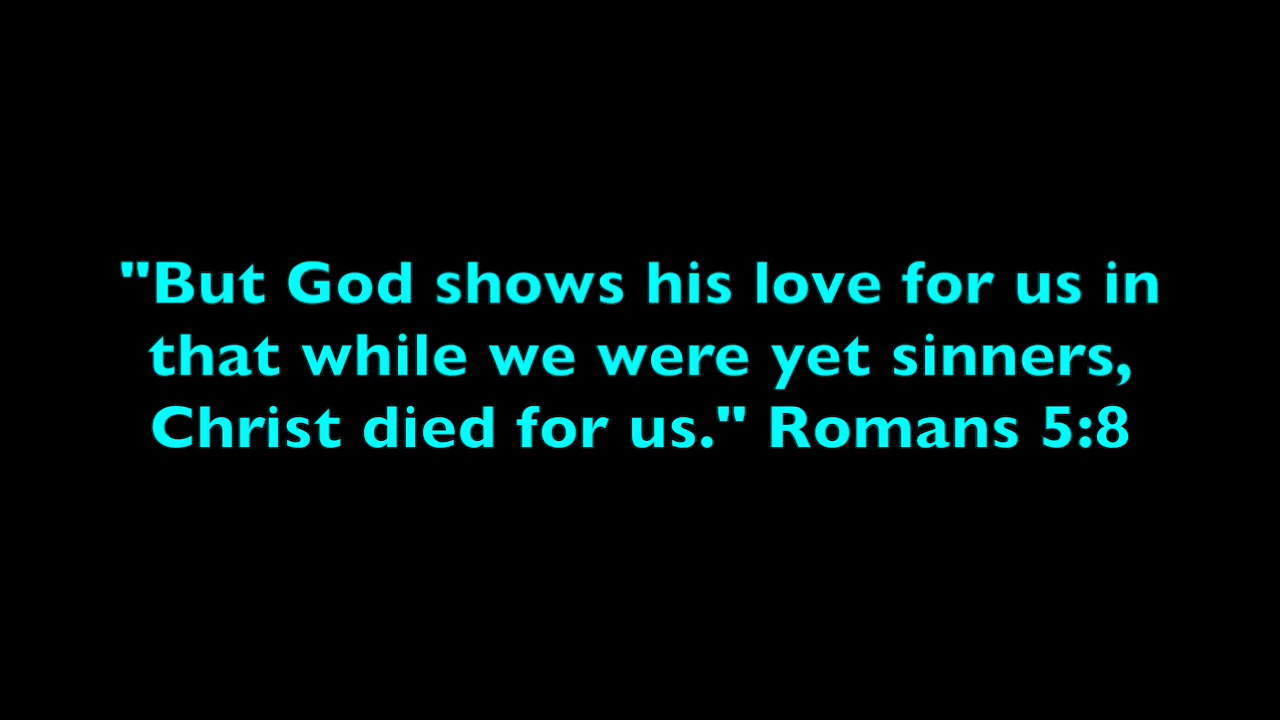 "But God shows his love for us in
that while we were yet sinners,
Christ died for us." Romans 5:8